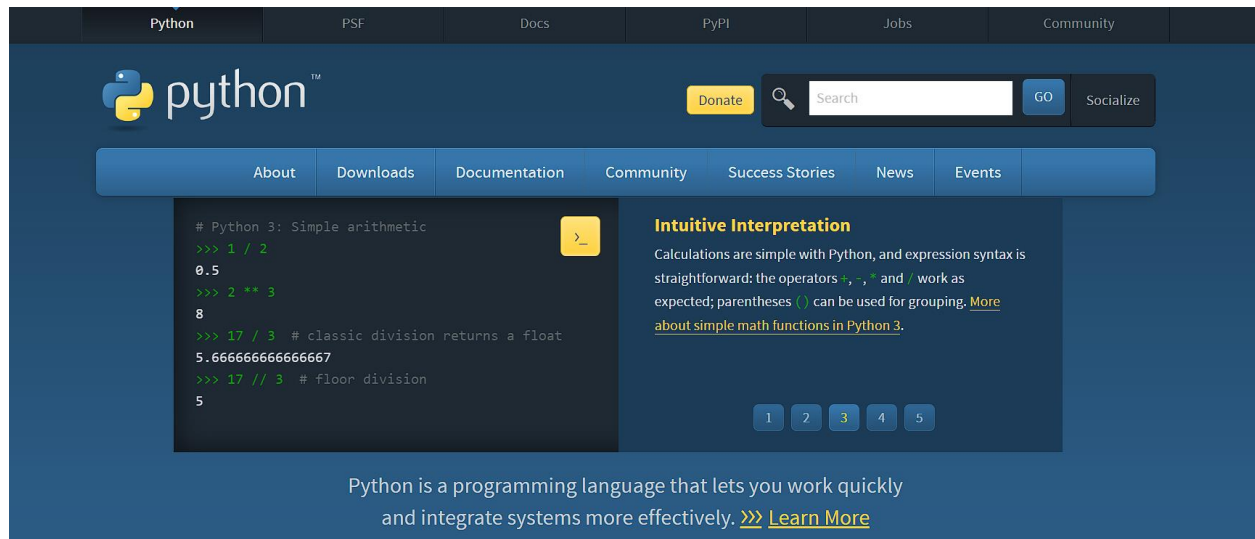 Python PSF Docs PyPI Jobs Community
python™
Donate Search GO Socialize
About Downloads Documentation Community Success Stories News Events
# Python 3: Simple arithmetic
>>> 1 / 2
0.5
>>> 2 ** 3
8
>>> 17 / 3  # classic division returns a float
5.666666666666667
>>> 17 // 3  # floor division
5
>_
Intuitive Interpretation
Calculations are simple with Python, and expression syntax is
straightforward: the operators +, -, * and / work as
expected; parentheses () can be used for grouping. More
about simple math functions in Python 3.
1 2 3 4 5
Python is a programming language that lets you work quickly
and integrate systems more effectively. >>> Learn More